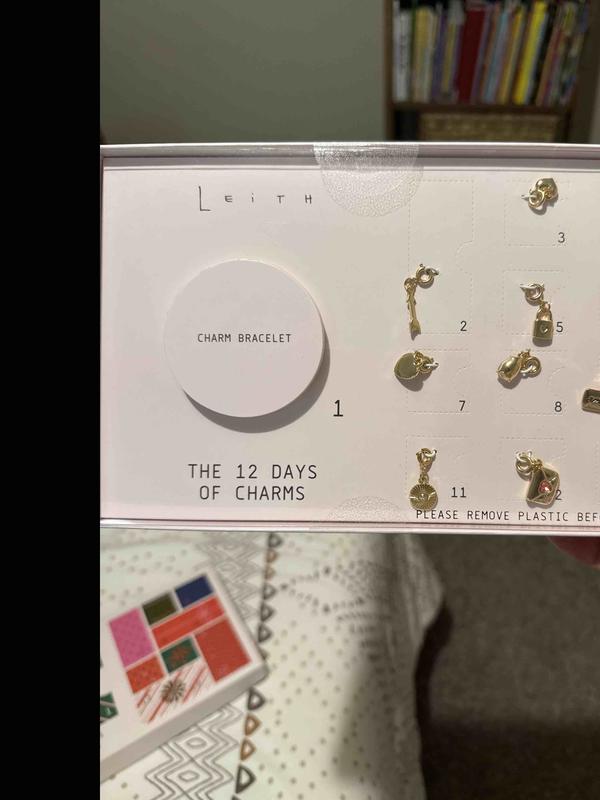 LEiTH
CHARM BRACELET
1
THE 12 DAYS
OF CHARMS
3
2
5
7
8
11
2
PLEASE REMOVE PLASTIC BEF